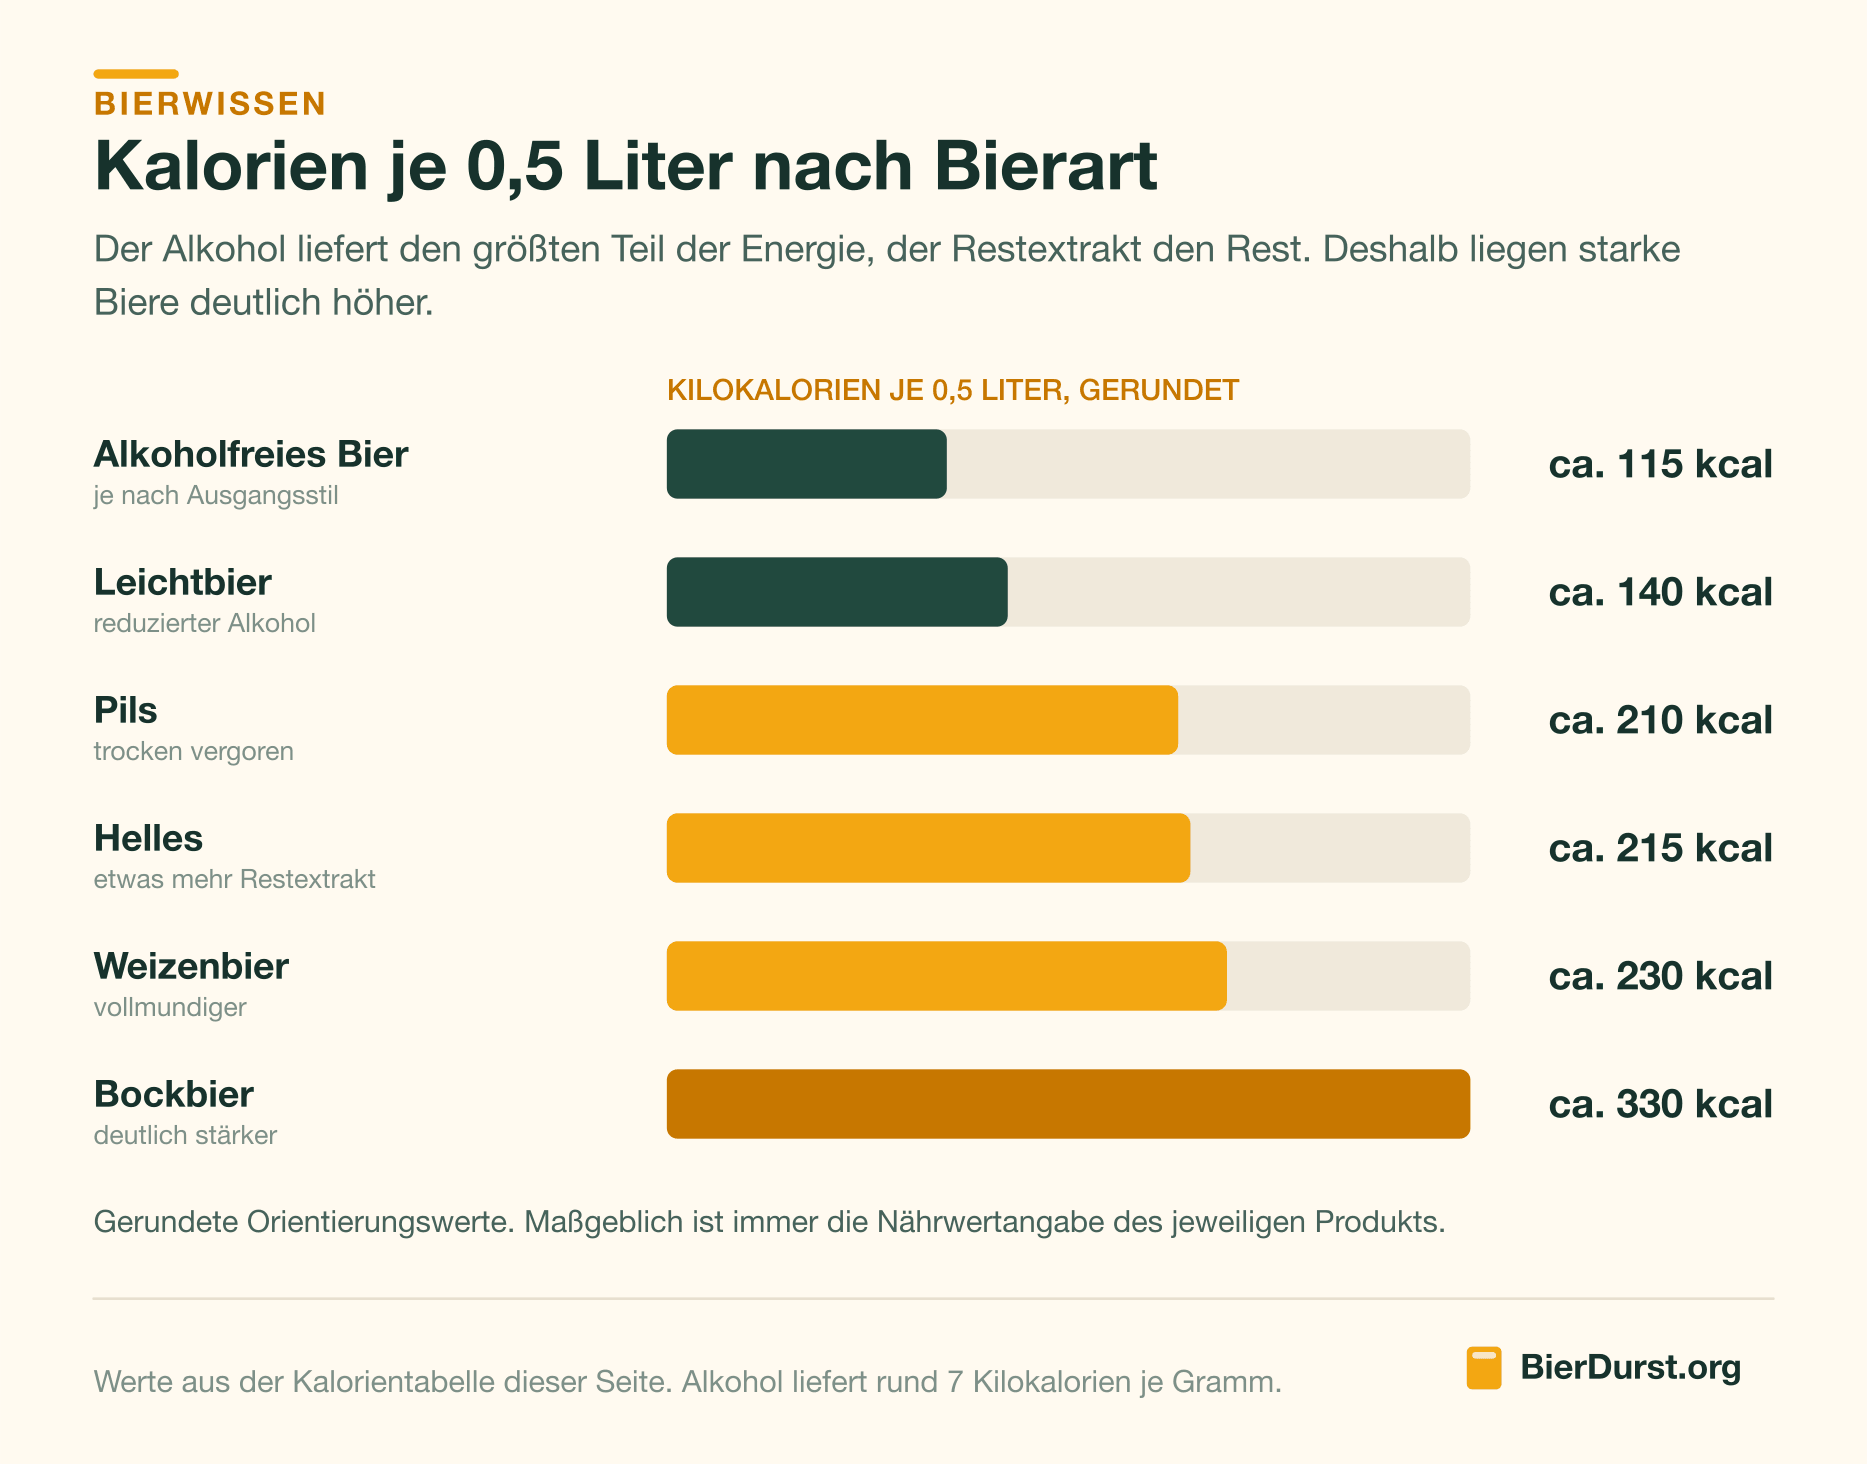 BIERWISSEN
Kalorien je 0,5 Liter nach Bierart
Der Alkohol liefert den größten Teil der Energie, der Restextrakt den Rest. Deshalb liegen starke
Biere deutlich höher.
KILOKALORIEN JE 0,5 LITER, GERUNDET
Alkoholfreies Bier
je nach Ausgangsstil
ca. 115 kcal
Leichtbier
reduzierter Alkohol
ca. 140 kcal
Pils
trocken vergoren
ca. 210 kcal
Helles
etwas mehr Restextrakt
ca. 215 kcal
Weizenbier
vollmundiger
ca. 230 kcal
Bockbier
deutlich stärker
ca. 330 kcal
Gerundete Orientierungswerte. Maßgeblich ist immer die Nährwertangabe des jeweiligen Produkts.
Werte aus der Kalorientabelle dieser Seite. Alkohol liefert rund 7 Kilokalorien je Gramm.
BierDurst.org